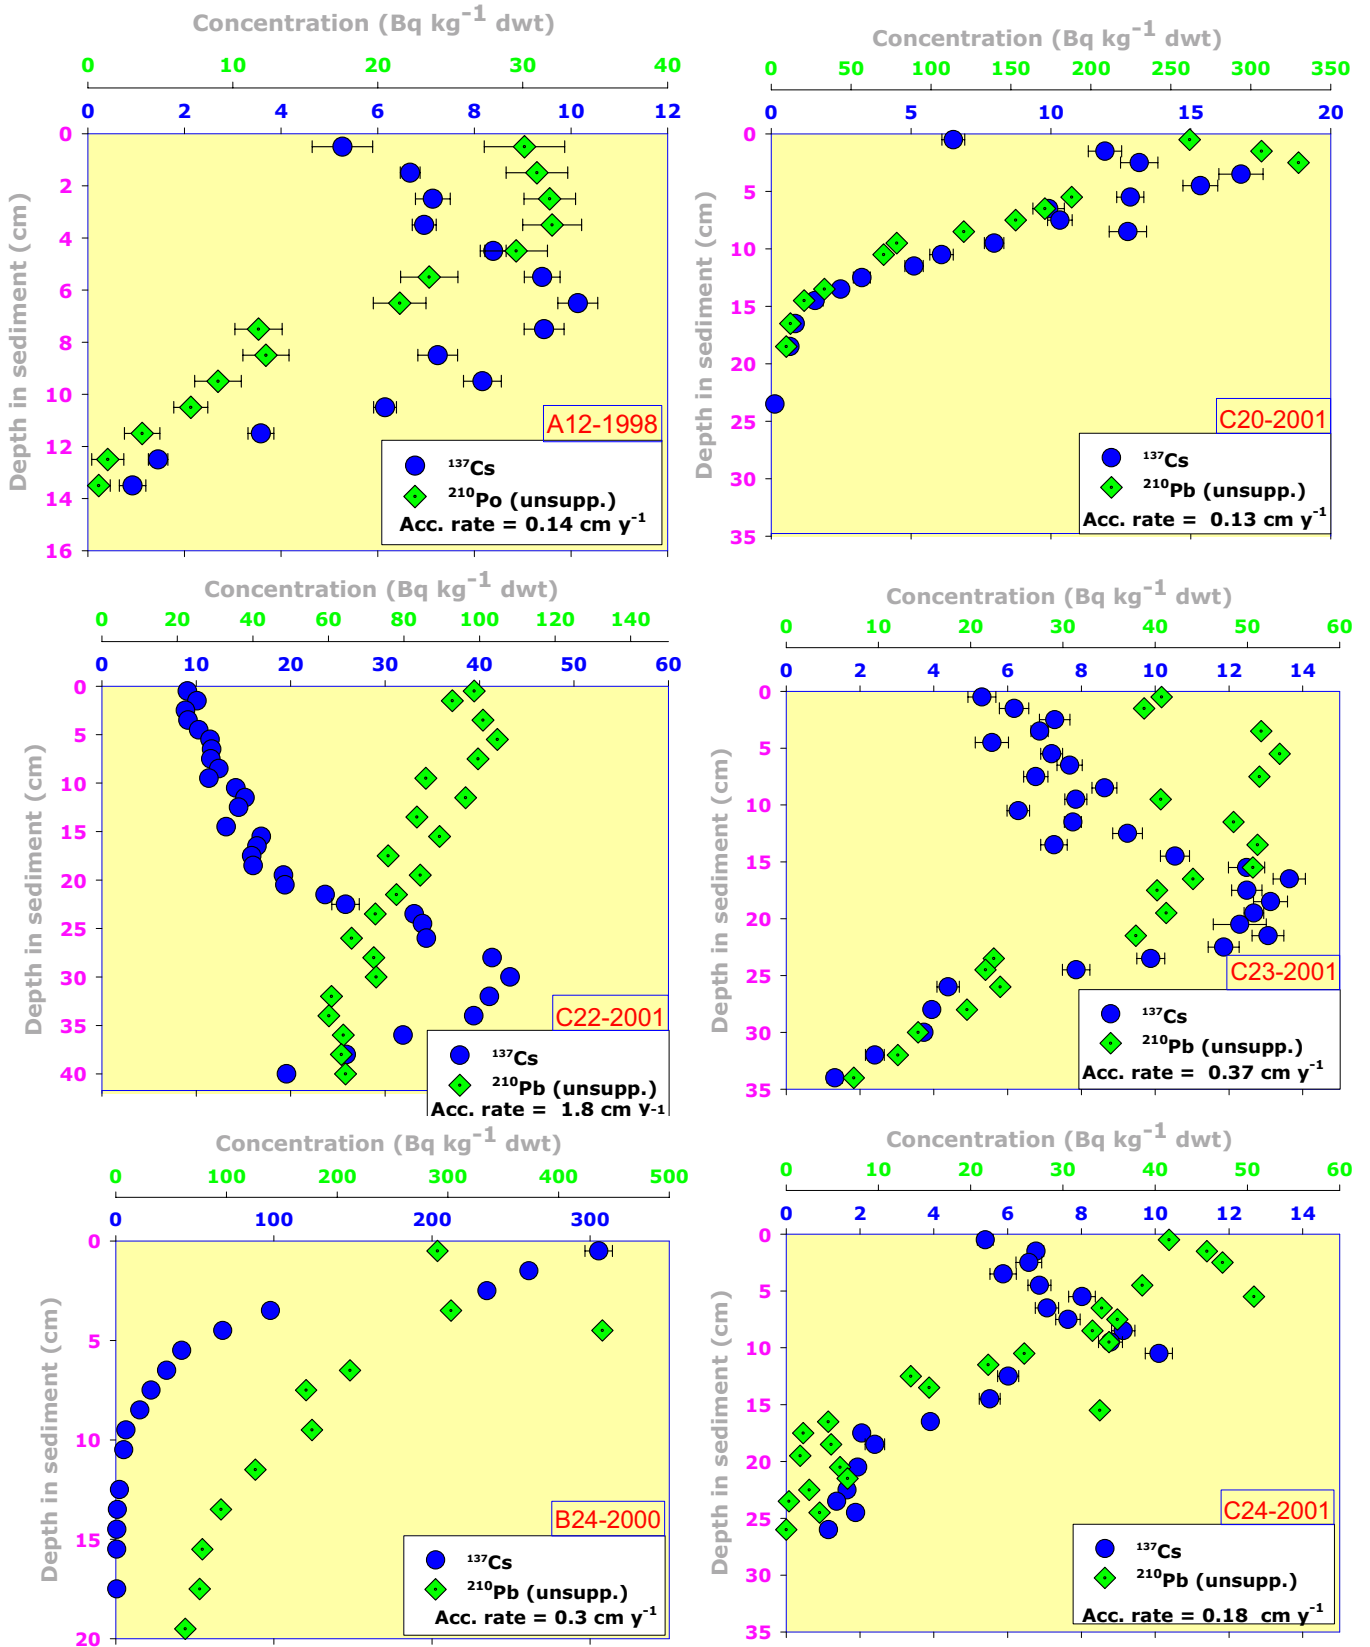 Concentration (Bq kg-1 dwt)
0 10 20 30 40
0 2 4 6 8 10 12
Depth in sediment (cm)
0
2
4
6
8
10
12
14
16
A12-1998
137Cs
210Po (unsupp.)
Acc. rate = 0.14 cm y-1
Concentration (Bq kg-1 dwt)
0 50 100 150 200 250 300 350
0 5 10 15 20
Depth in sediment (cm)
0
5
10
15
20
25
30
35
C20-2001
137Cs
210Pb (unsupp.)
Acc. rate = 0.13 cm y-1
Concentration (Bq kg-1 dwt)
0 20 40 60 80 100 120 140
0 10 20 30 40 50 60
Depth in sediment (cm)
0
5
10
15
20
25
30
35
40
C22-2001
137Cs
210Pb (unsupp.)
Acc. rate = 1.8 cm y-1
Concentration (Bq kg-1 dwt)
0 10 20 30 40 50 60
0 2 4 6 8 10 12 14
Depth in sediment (cm)
0
5
10
15
20
25
30
35
C23-2001
137Cs
210Pb (unsupp.)
Acc. rate = 0.37 cm y-1
Concentration (Bq kg-1 dwt)
0 100 200 300 400 500
0 100 200 300
Depth in sediment (cm)
0
5
10
15
20
B24-2000
137Cs
210Pb (unsupp.)
Acc. rate = 0.3 cm y-1
Concentration (Bq kg-1 dwt)
0 10 20 30 40 50 60
0 2 4 6 8 10 12 14
Depth in sediment (cm)
0
5
10
15
20
25
30
35
C24-2001
137Cs
210Pb (unsupp.)
Acc. rate = 0.18 cm y-1